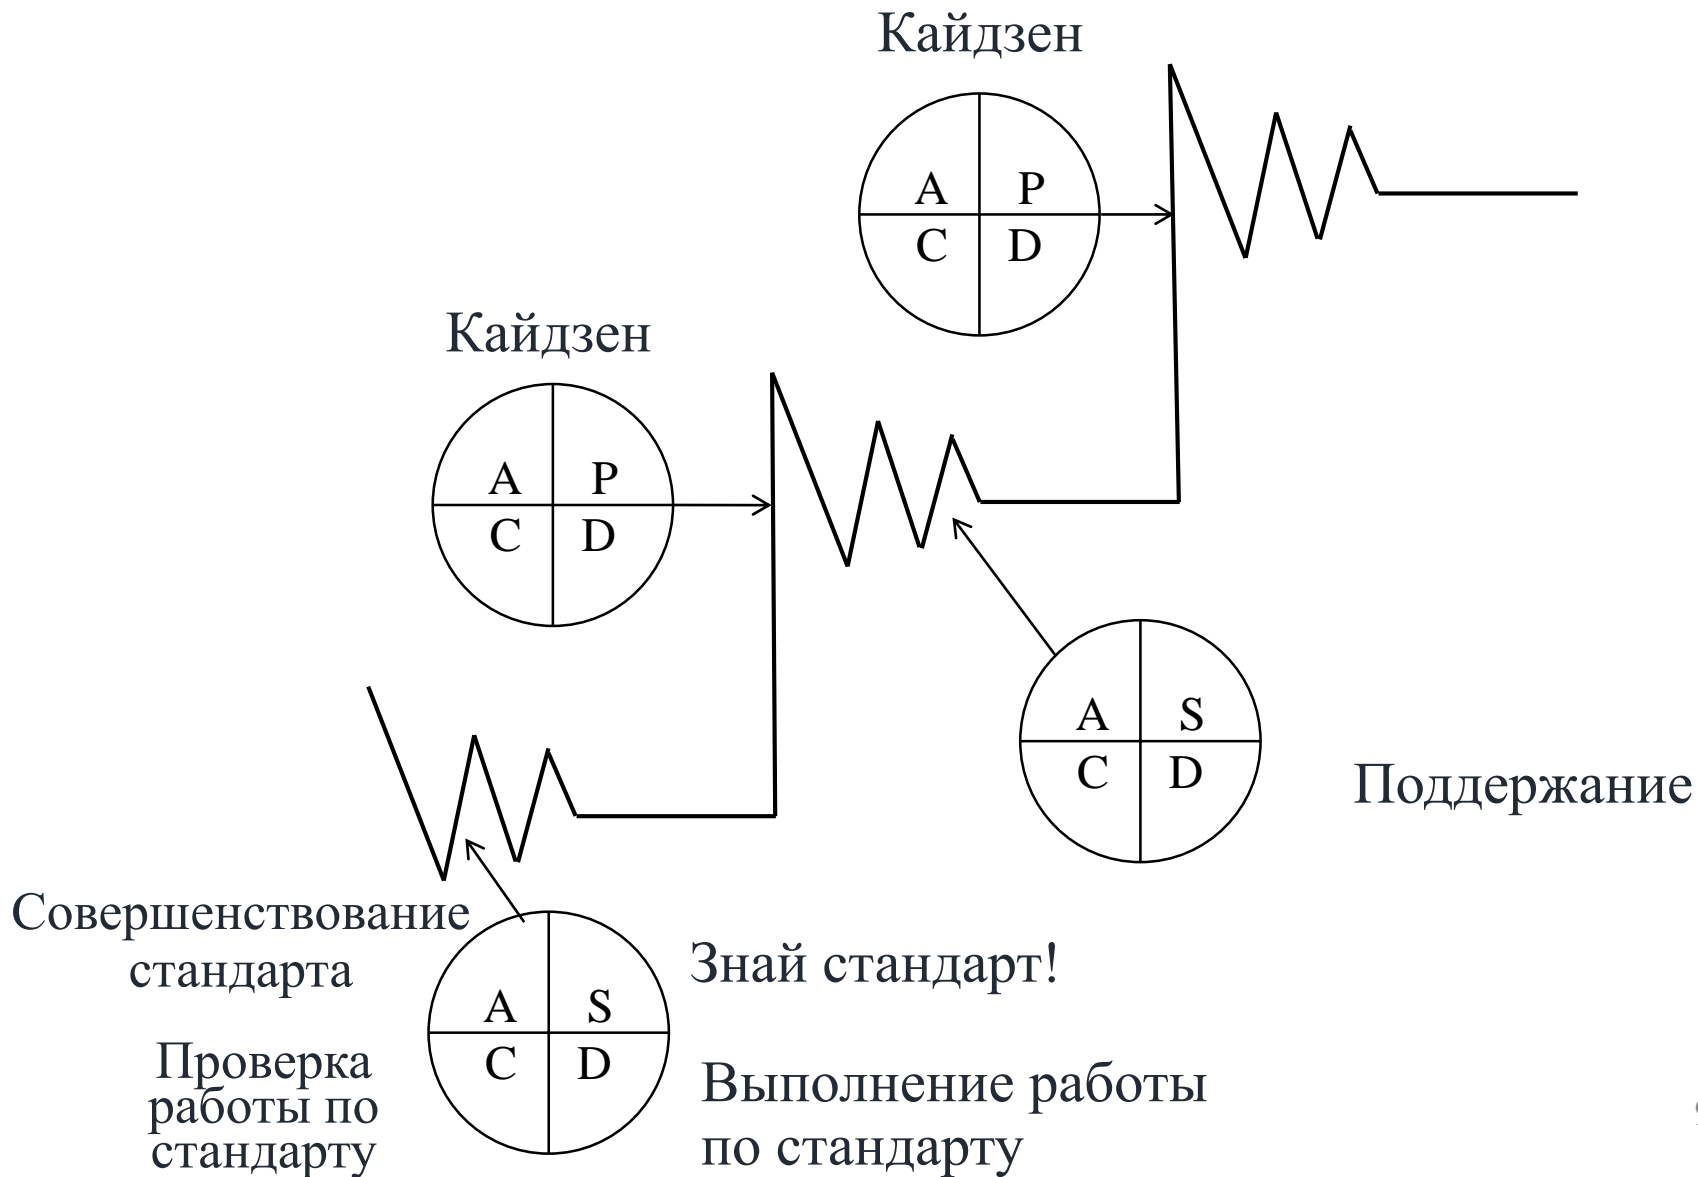 Кайдзен
A P
C D
Кайдзен
A P
C D
A S
C D
Поддержание
Совершенствование
стандарта
A S
C D
Знай стандарт!
Проверка
работы по
стандарту
Выполнение работы
по стандарту